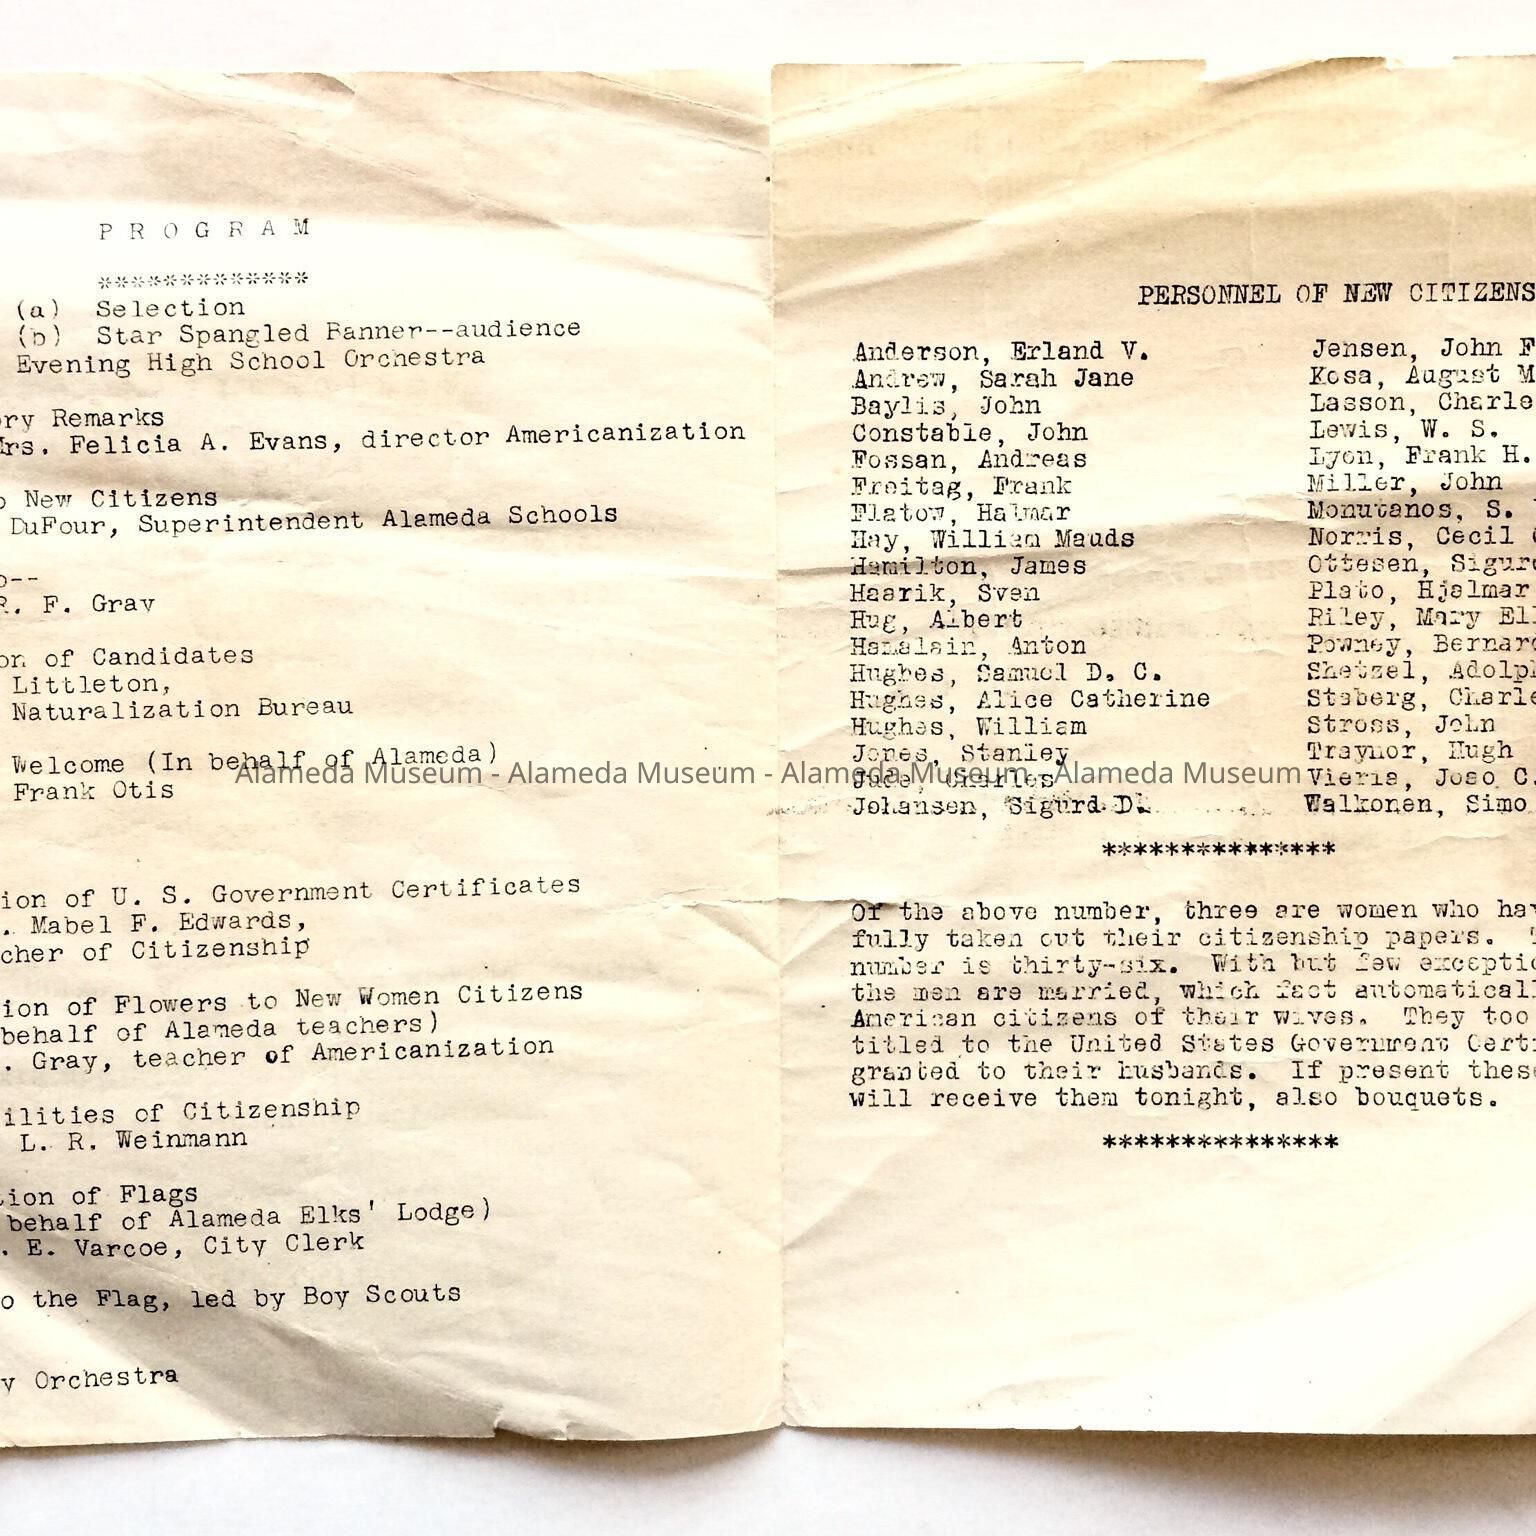 P R O G R A M
*************
(a) Selection
(b) Star Spangled Banner--audience
Evening High School Orchestra
ory Remarks
Mrs. Felicia A. Evans, director Americanization
o New Citizens
DuFour, Superintendent Alameda Schools
o--
R. F. Gray
on of Candidates
Littleton,
Naturalization Bureau
Welcome (In behalf of Alameda)
Frank Otis
ion of U. S. Government Certificates
. Mabel F. Edwards,
cher of Citizenship
ion of Flowers to New Women Citizens
behalf of Alameda teachers)
. Gray, teacher of Americanization
ilities of Citizenship
L. R. Weinmann
tion of Flags
behalf of Alameda Elks' Lodge)
. E. Varcoe, City Clerk
o the Flag, led by Boy Scouts
y Orchestra
PERSONNEL OF NEW CITIZENS
Anderson, Erland V.
Andrew, Sarah Jane
Baylis, John
Constable, John
Fossan, Andreas
Freitag, Frank
Flatow, Halmar
Hay, William Mauds
Hamilton, James
Haarik, Sven
Hug, Albert
Hamalain, Anton
Hughes, Samuel D. C.
Hughes, Alice Catherine
Hughes, William
Jones, Stanley
Charles
Johansen, Sigurd D.
Jensen, John F
Kosa, August M
Lasson, Charle
Lewis, W. S.
Lyon, Frank H.
Miller, John
Monutanos, S.
Norris, Cecil
Ottesen, Sigur
Plato, Hjalmar
Riley, Mary Ell
Powney, Bernar
Shetzel, Adolp
Staberg, Charle
Stross, John
Traynor, Hugh
Vieria, Joso C.
Walkonen, Simo
***************
Of the above number, three are women who hav
fully taken out their citizenship papers. T
number is thirty-six. With but few exceptio
the men are married, which fact automaticall
American citizens of their wives. They too
titled to the United States Government Certi
granted to their husbands. If present these
will receive them tonight, also bouquets.
***************
Alameda Museum - Alameda Museum - Alameda Museum - Alameda Museum